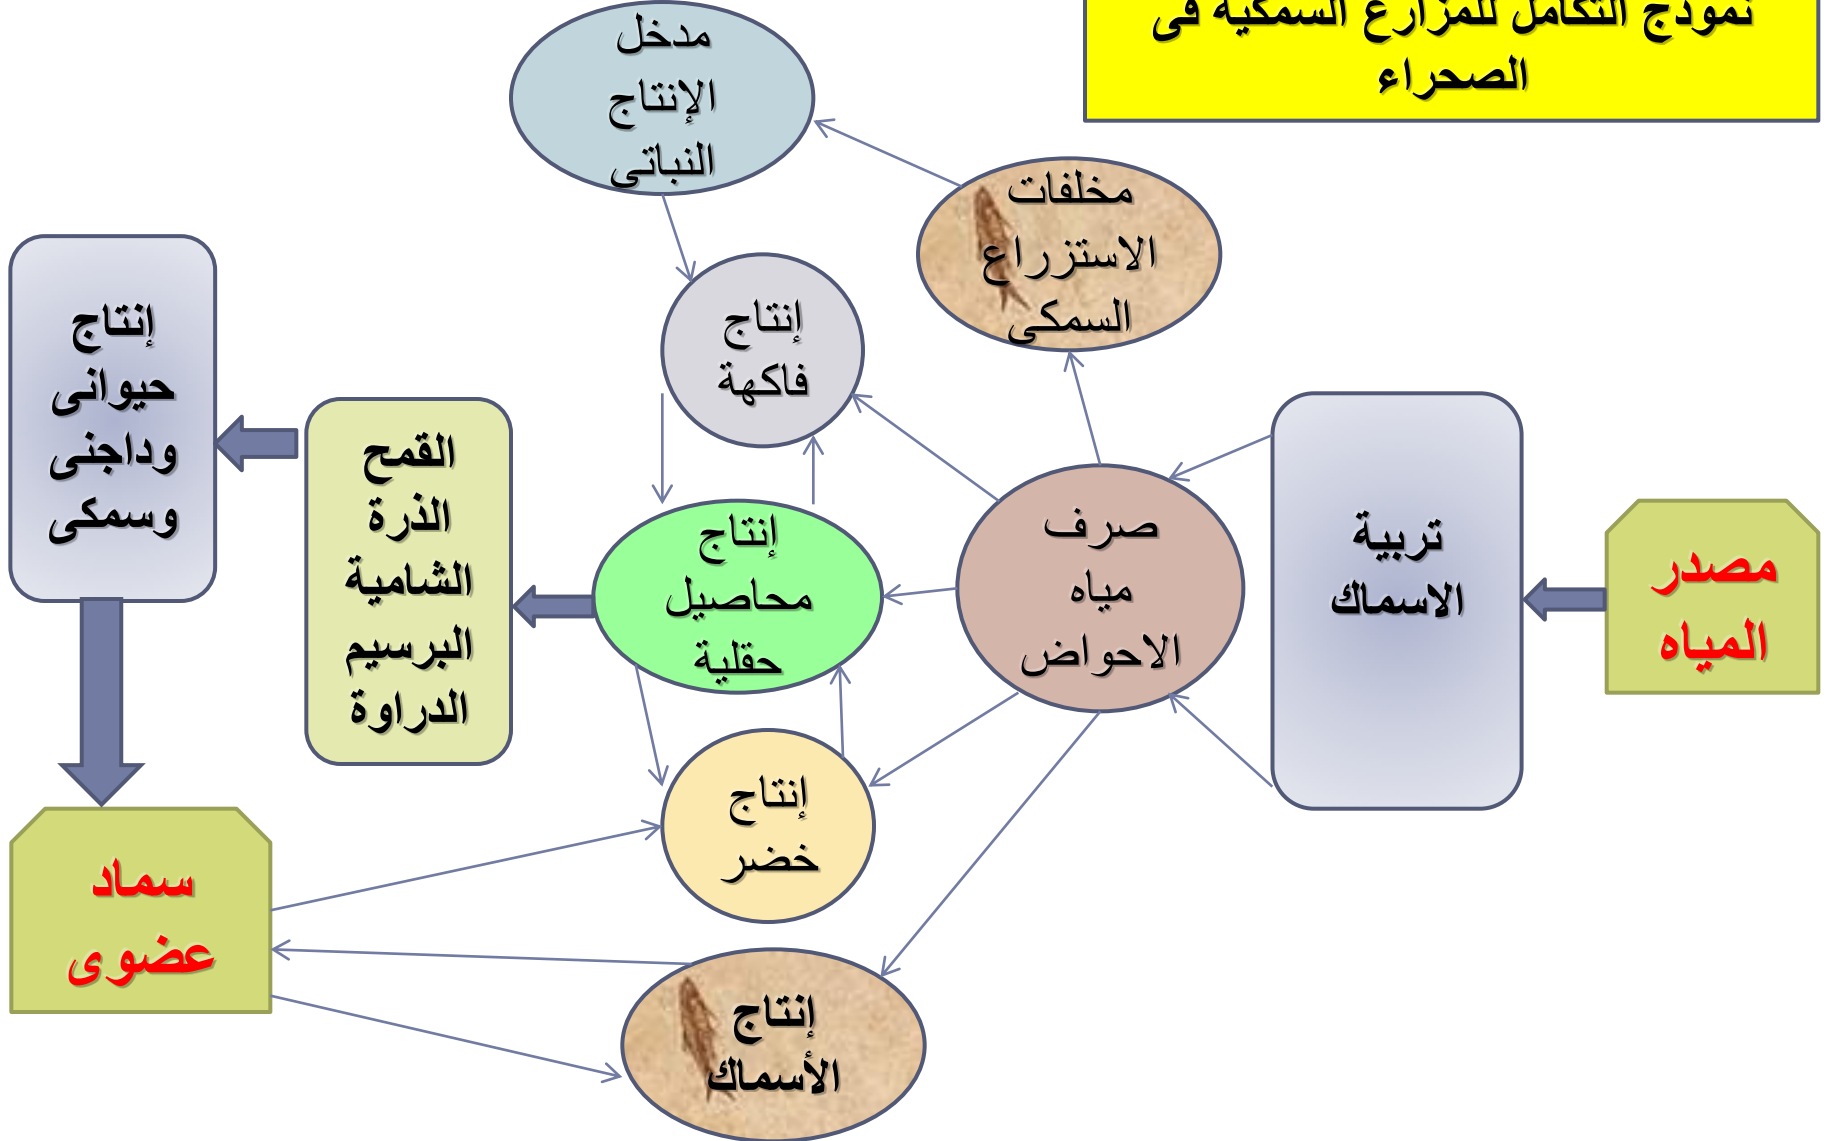 نموذج التكامل للمزارع السمكية فى
الصحراء
مدخل
الإنتاج
النباتى
مخلفات
الاستزراع
السمكى
إنتاج
فاكهة
مصدر
المياه
تربية
الاسماك
صرف
مياه
الاحواض
إنتاج
محاصيل
حقلية
القمح
الذرة
الشامية
البرسيم
الدراوة
إنتاج
حيوانى
وداجنى
وسمكى
إنتاج
خضر
سماد
عضوى
إنتاج
الأسماك